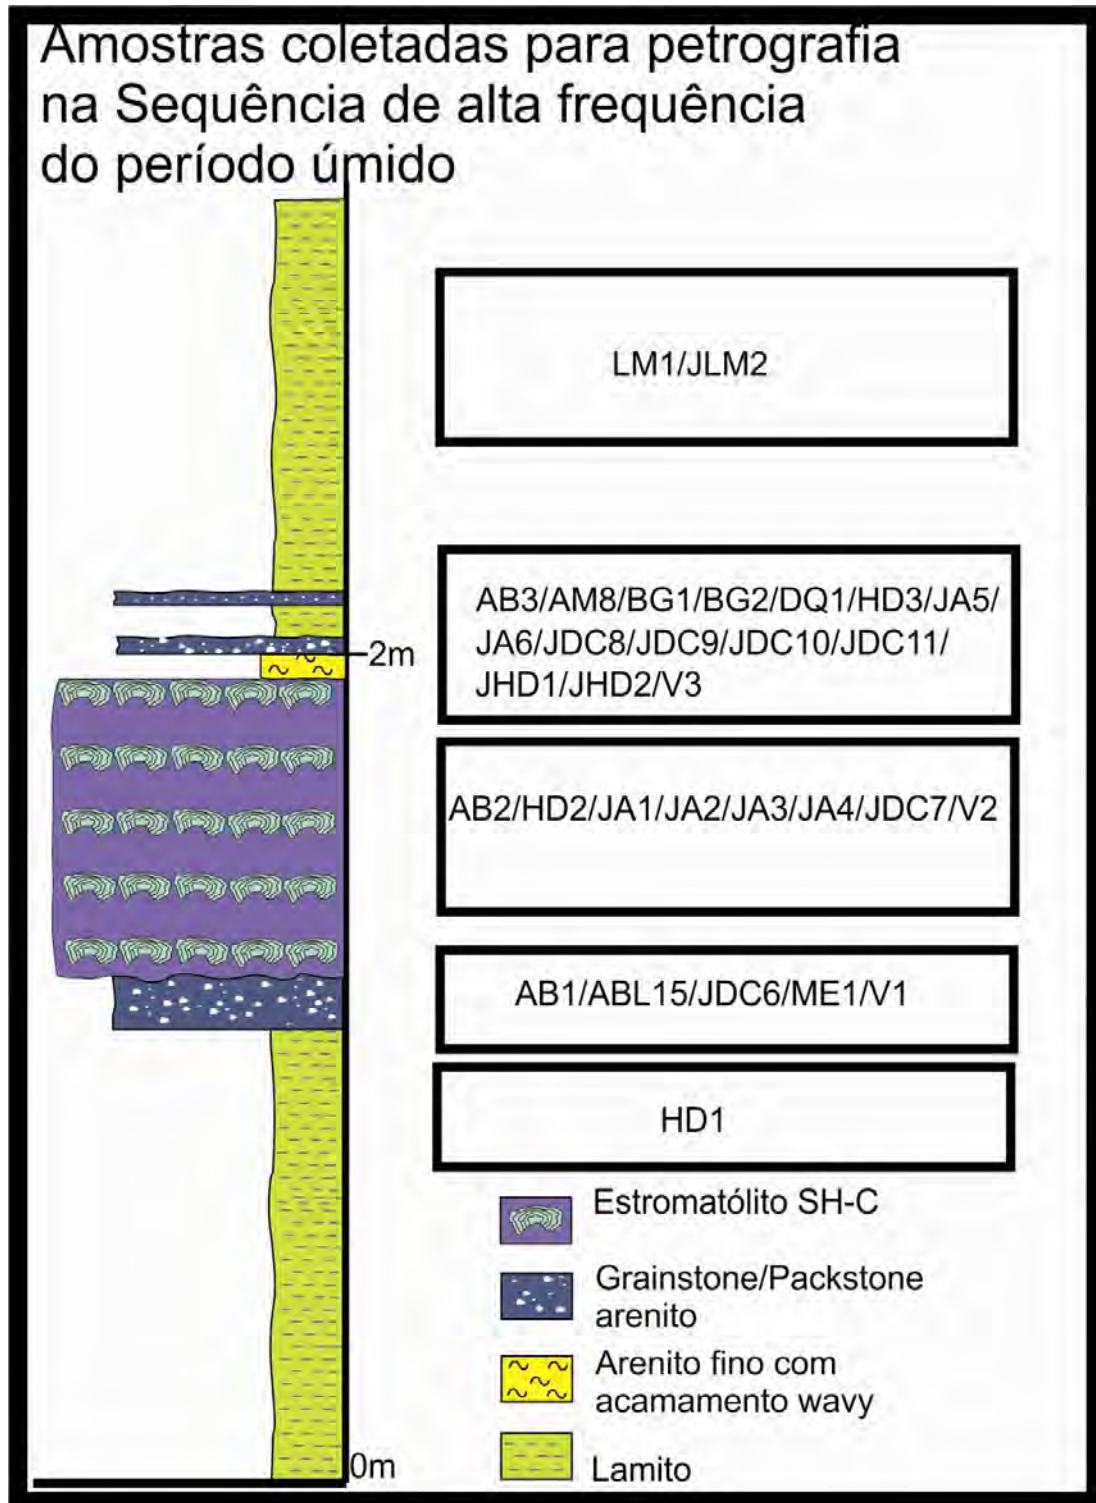 Amostras coletadas para petrografia
na Sequência de alta frequência
do período úmido
LM1/JLM2
AB3/AM8/BG1/BG2/DQ1/HD3/JA5/
JA6/JDC8/JDC9/JDC10/JDC11/
JHD1/JHD2/V3
2m
AB2/HD2/JA1/JA2/JA3/JA4/JDC7/V2
AB1/ABL15/JDC6/ME1/V1
HD1
Estromatólito SH-C
Grainstone/Packstone
arenito
Arenito fino com
acamamento wavy
Lamito
0m